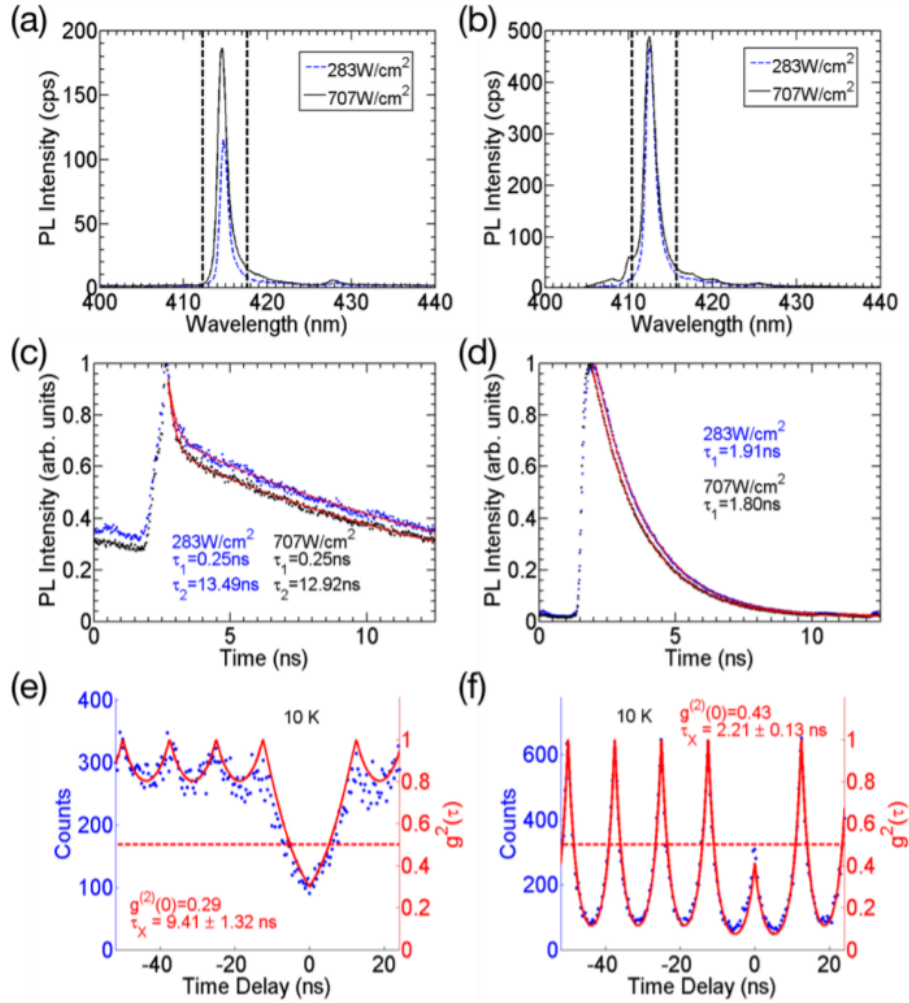 (a)
200
150
100
50
0
PL Intensity (cps)
283W/cm²
707W/cm²
400 410 420 430 440
Wavelength (nm)
(b)
500
400
300
200
100
0
PL Intensity (cps)
283W/cm²
707W/cm²
400 410 420 430 440
Wavelength (nm)
(c)
1
0.8
0.6
0.4
0.2
0
PL Intensity (arb. units)
283W/cm²
τ₁=0.25ns
τ₂=13.49ns
707W/cm²
τ₁=0.25ns
τ₂=12.92ns
0 5 10
Time (ns)
(d)
1
0.8
0.6
0.4
0.2
0
PL Intensity (arb. units)
283W/cm²
τ₁=1.91ns
707W/cm²
τ₁=1.80ns
0 5 10
Time (ns)
(e)
400
300
200
100
0
Counts
10 K
g⁽²⁾(0)=0.29
τₓ = 9.41 ± 1.32 ns
1
0.8
0.6
0.4
0.2
0
g²(τ)
-40 -20 0 20
Time Delay (ns)
(f)
600
400
200
0
Counts
10 K
g⁽²⁾(0)=0.43
τₓ = 2.21 ± 0.13 ns
1
0.8
0.6
0.4
0.2
0
g²(τ)
-40 -20 0 20
Time Delay (ns)